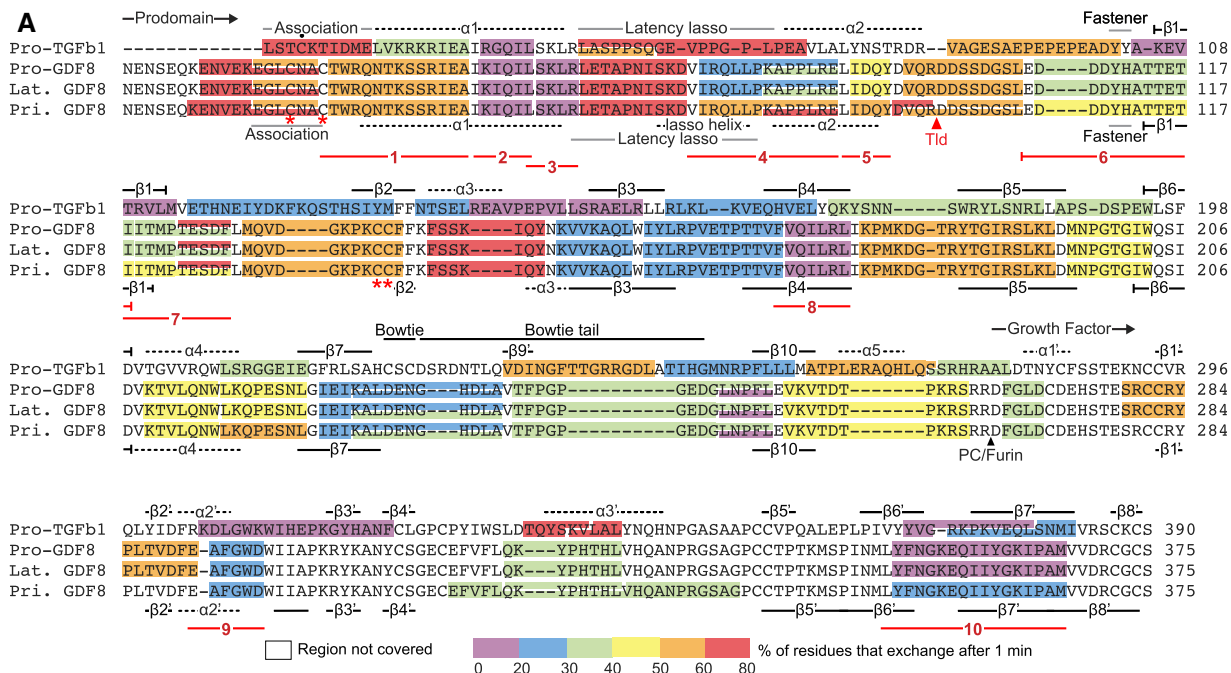 A
Prodomain
Association α1 Latency lasso α2 Fastener β1
Pro-TGFb1 -------------LSTCKTIDMELVKRKRIEAIRGQILSKLRLASPPSQGE-VPPG-P-LPEAVLALYNSTRDR--VAGESAEPEPEPEADYYA-KEV 108
Pro-GDF8 NENSEQKENVEKEGLCNACTWRQNTKSSRIEAIKIQILSKLRLETAPNISKDVIRQLLPKAPPLRELIDQYDVQRDDSSDGSLED----DDYHATTET 117
Lat. GDF8 NENSEQKENVEKEGLCNACTWRQNTKSSRIEAIKIQILSKLRLETAPNISKDVIRQLLPKAPPLRELIDQYDVQRDDSSDGSLED----DDYHATTET 117
Pri. GDF8 NENSEQKENVEKEGLCNACTWRQNTKSSRIEAIKIQILSKLRLETAPNISKDVIRQLLPKAPPLRELIDQYDVQRDDSSDGSLED----DDYHATTET 117
* *
Association α1 Latency lasso lasso helix α2 Tld Fastener β1
1 2 3 4 5 6
β1 β2 α3 β3 β4 β5 β6
Pro-TGFb1 TRVLMVETHNEIYDKFKQSTHSIYMFFNTSELREAVPEPVLLSRAELRLLRLKL--KVEQHVELYQKYSNN----SWRYLSNRLLAPS-DSPEWLSF 198
Pro-GDF8 IITMPTESDFLMQVD----GKPKCCFFKFSSK----IQYNKVVKAQLWIYLRPVETPTTVFVQILRLIKPMKDG-TRYTGIRSLKLDMNPGTGIWQSI 206
Lat. GDF8 IITMPTESDFLMQVD----GKPKCCFFKFSSK----IQYNKVVKAQLWIYLRPVETPTTVFVQILRLIKPMKDG-TRYTGIRSLKLDMNPGTGIWQSI 206
Pri. GDF8 IITMPTESDFLMQVD----GKPKCCFFKFSSK----IQYNKVVKAQLWIYLRPVETPTTVFVQILRLIKPMKDG-TRYTGIRSLKLDMNPGTGIWQSI 206
β1 ** β2 α3 β3 β4 β5 β6
7 8
α4 β7 Bowtie Bowtie tail β9' β10 α5 Growth Factor α1' β1'
Pro-TGFb1 DVTGVVRQWLSRGGEIEGFRLSAHCSCDSRDNTLQVDINGFTTGRRGDLATIHGMNRPFLLLMATPLERAQHLQSSRHRAALDTNYCFSSTEKNCCVR 296
Pro-GDF8 DVKTVLQNWLKQPESNLGIEIKALDENG---HDLAVTFPGP------GEDGLNPFLEVKVTDT------PKRSRRDFGLDCDEHSTESRCCRY 284
Lat. GDF8 DVKTVLQNWLKQPESNLGIEIKALDENG---HDLAVTFPGP------GEDGLNPFLEVKVTDT------PKRSRRDFGLDCDEHSTESRCCRY 284
Pri. GDF8 DVKTVLQNWLKQPESNLGIEIKALDENG---HDLAVTFPGP------GEDGLNPFLEVKVTDT------PKRSRRDFGLDCDEHSTESRCCRY 284
α4 β7 β10 PC/Furin β1'
β2' α2' β3' β4' α3' β6' β7' β8'
Pro-TGFb1 QLYIDFRKDLGWKWIHEPKGYHANFCLGPCPYIWSLDTQYSKVLALYNQHNPGASAAPCCVPQALEPLPIVYYVG-RKPKVEQLSNMIVRSCKCS 390
Pro-GDF8 PLTVDFE-AFGWDWIIAPKRYKANYCSGECEFVFLQK---YPHTHLVHQANPRGSAGPCCTPTKMSPINMLYFNGKEQIIYGKIPAMVVDRCGCS 375
Lat. GDF8 PLTVDFE-AFGWDWIIAPKRYKANYCSGECEFVFLQK---YPHTHLVHQANPRGSAGPCCTPTKMSPINMLYFNGKEQIIYGKIPAMVVDRCGCS 375
Pri. GDF8 PLTVDFE-AFGWDWIIAPKRYKANYCSGECEFVFLQK---YPHTHLVHQANPRGSAGPCCTPTKMSPINMLYFNGKEQIIYGKIPAMVVDRCGCS 375
β2' α2' β3' β4' β5' β6' β7' β8'
9 10
Region not covered
0 20 30 40 50 60 80
% of residues that exchange after 1 min